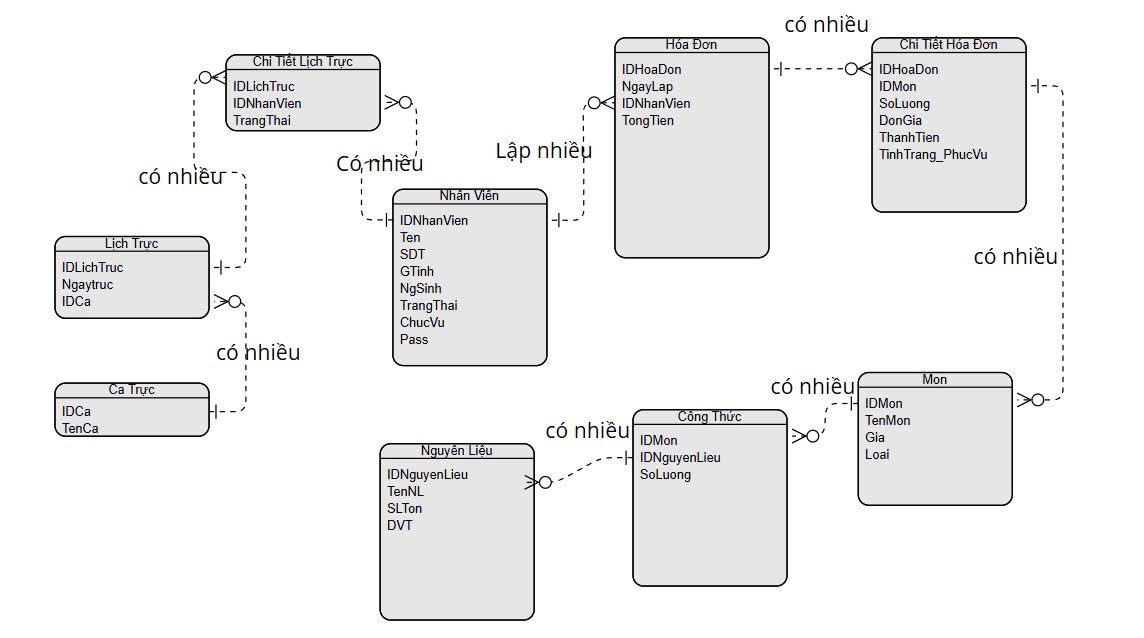 Chi Tiết Lịch Trực
IDLichTruc
IDNhanVien
TrangThai
có nhiều
Có nhiều
Lập nhiều
Hóa Đơn
IDHoaDon
NgayLap
IDNhanVien
TongTien
có nhiều
Chi Tiết Hóa Đơn
IDHoaDon
IDMon
SoLuong
DonGia
ThanhTien
TinhTrang_PhucVu
Nhân Viên
IDNhanVien
Ten
SDT
GTinh
NgSinh
TrangThai
ChucVu
Pass
Lịch Trực
IDLichTruc
Ngaytruc
IDCa
có nhiều
có nhiều
Ca Trực
IDCa
TenCa
Nguyên Liệu
IDNguyenLieu
TenNL
SLTon
DVT
có nhiều
Công Thức
IDMon
IDNguyenLieu
SoLuong
có nhiều
Mon
IDMon
TenMon
Gia
Loai